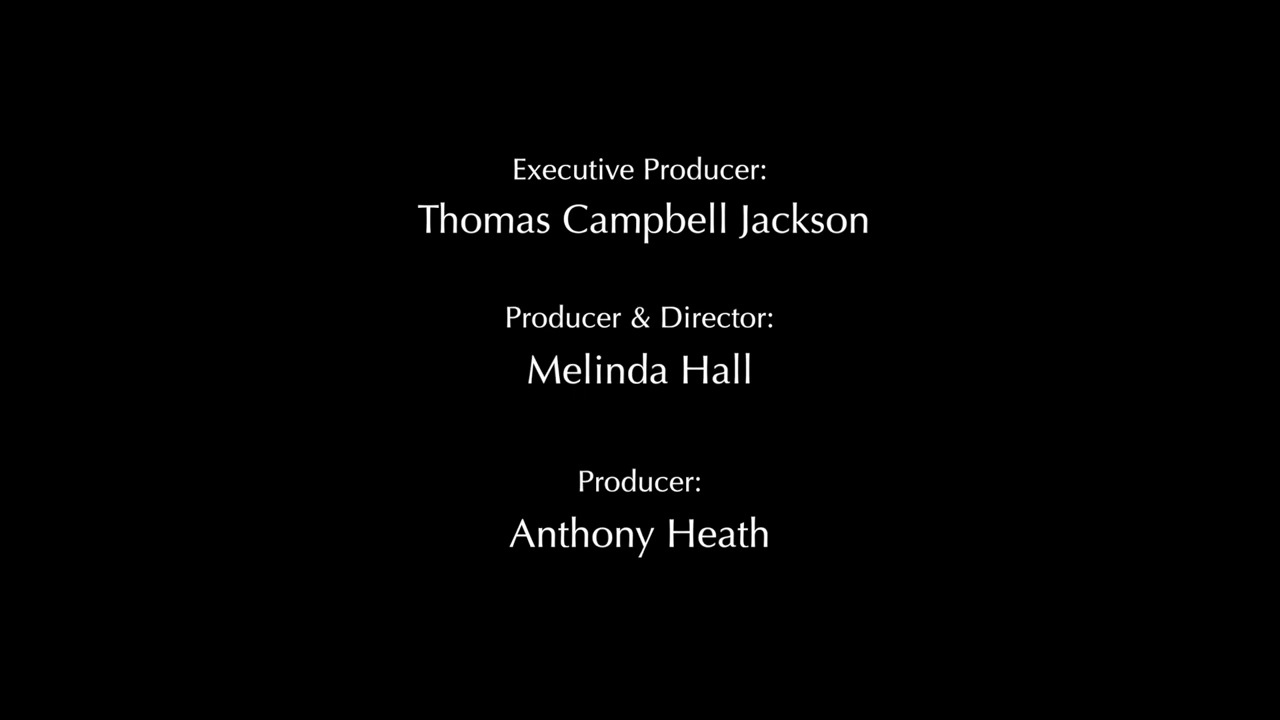 Executive Producer:
Thomas Campbell Jackson
Producer & Director:
Melinda Hall
Producer:
Anthony Heath